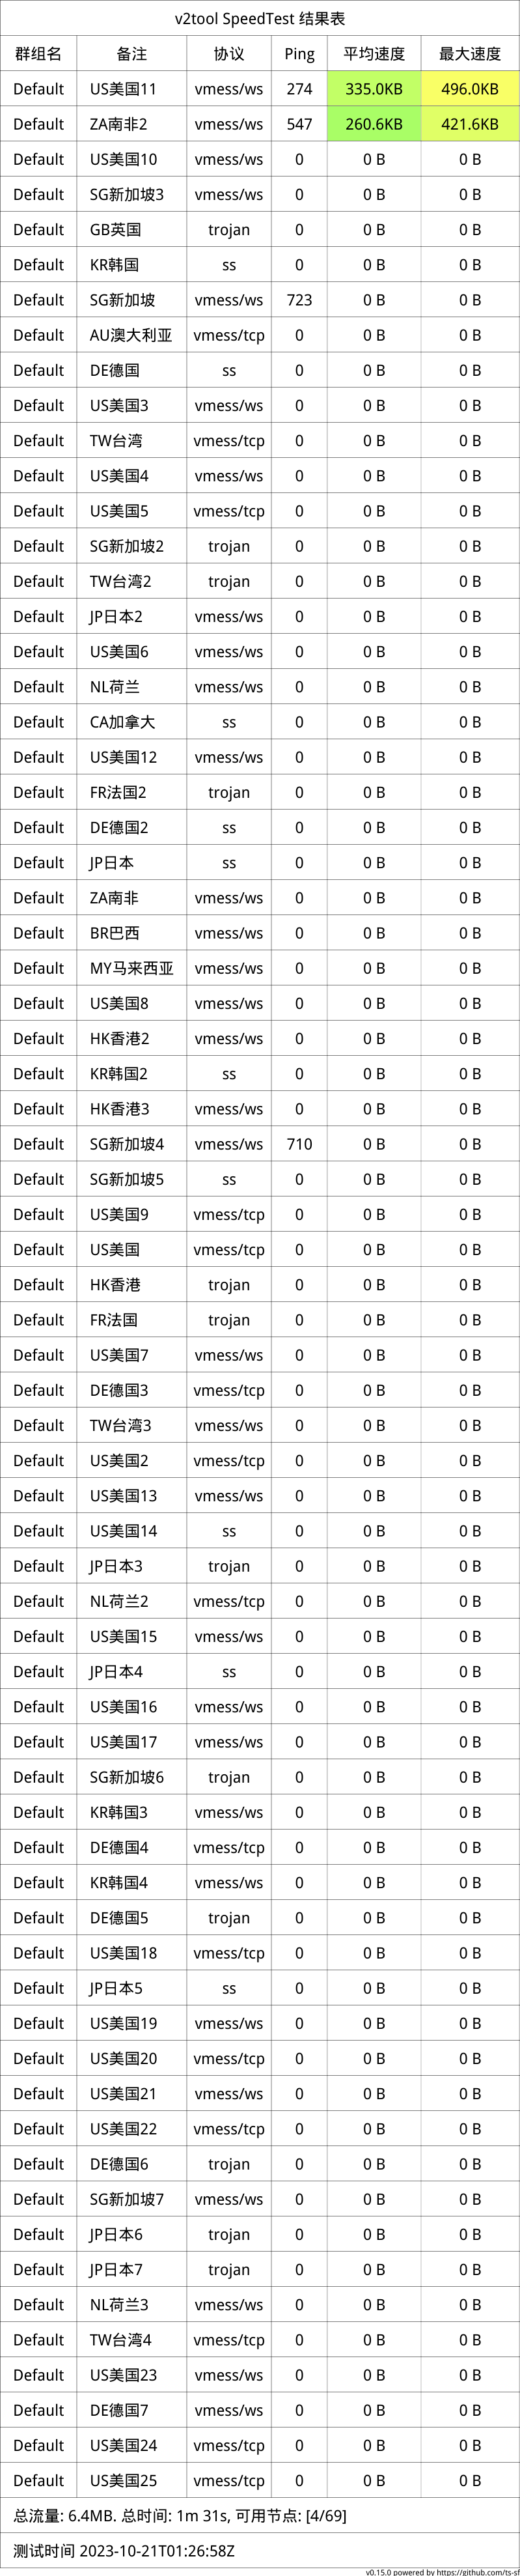 v2tool SpeedTest 结果表
群组名 备注 协议 Ping 平均速度 最大速度
Default US美国11 vmess/ws 274 335.0KB 496.0KB
Default ZA南非2 vmess/ws 547 260.6KB 421.6KB
Default US美国10 vmess/ws 0 0 B 0 B
Default SG新加坡3 vmess/ws 0 0 B 0 B
Default GB英国 trojan 0 0 B 0 B
Default KR韩国 ss 0 0 B 0 B
Default SG新加坡 vmess/ws 723 0 B 0 B
Default AU澳大利亚 vmess/tcp 0 0 B 0 B
Default DE德国 ss 0 0 B 0 B
Default US美国3 vmess/ws 0 0 B 0 B
Default TW台湾 vmess/tcp 0 0 B 0 B
Default US美国4 vmess/ws 0 0 B 0 B
Default US美国5 vmess/tcp 0 0 B 0 B
Default SG新加坡2 trojan 0 0 B 0 B
Default TW台湾2 trojan 0 0 B 0 B
Default JP日本2 vmess/ws 0 0 B 0 B
Default US美国6 vmess/ws 0 0 B 0 B
Default NL荷兰 vmess/ws 0 0 B 0 B
Default CA加拿大 ss 0 0 B 0 B
Default US美国12 vmess/ws 0 0 B 0 B
Default FR法国2 trojan 0 0 B 0 B
Default DE德国2 ss 0 0 B 0 B
Default JP日本 ss 0 0 B 0 B
Default ZA南非 vmess/ws 0 0 B 0 B
Default BR巴西 vmess/ws 0 0 B 0 B
Default MY马来西亚 vmess/ws 0 0 B 0 B
Default US美国8 vmess/ws 0 0 B 0 B
Default HK香港2 vmess/ws 0 0 B 0 B
Default KR韩国2 ss 0 0 B 0 B
Default HK香港3 vmess/ws 0 0 B 0 B
Default SG新加坡4 vmess/ws 710 0 B 0 B
Default SG新加坡5 ss 0 0 B 0 B
Default US美国9 vmess/tcp 0 0 B 0 B
Default US美国 vmess/tcp 0 0 B 0 B
Default HK香港 trojan 0 0 B 0 B
Default FR法国 trojan 0 0 B 0 B
Default US美国7 vmess/ws 0 0 B 0 B
Default DE德国3 vmess/tcp 0 0 B 0 B
Default TW台湾3 vmess/ws 0 0 B 0 B
Default US美国2 vmess/tcp 0 0 B 0 B
Default US美国13 vmess/ws 0 0 B 0 B
Default US美国14 ss 0 0 B 0 B
Default JP日本3 trojan 0 0 B 0 B
Default NL荷兰2 vmess/tcp 0 0 B 0 B
Default US美国15 vmess/ws 0 0 B 0 B
Default JP日本4 ss 0 0 B 0 B
Default US美国16 vmess/ws 0 0 B 0 B
Default US美国17 vmess/ws 0 0 B 0 B
Default SG新加坡6 trojan 0 0 B 0 B
Default KR韩国3 vmess/ws 0 0 B 0 B
Default DE德国4 vmess/tcp 0 0 B 0 B
Default KR韩国4 vmess/ws 0 0 B 0 B
Default DE德国5 trojan 0 0 B 0 B
Default US美国18 vmess/tcp 0 0 B 0 B
Default JP日本5 ss 0 0 B 0 B
Default US美国19 vmess/ws 0 0 B 0 B
Default US美国20 vmess/tcp 0 0 B 0 B
Default US美国21 vmess/ws 0 0 B 0 B
Default US美国22 vmess/tcp 0 0 B 0 B
Default DE德国6 trojan 0 0 B 0 B
Default SG新加坡7 vmess/ws 0 0 B 0 B
Default JP日本6 trojan 0 0 B 0 B
Default JP日本7 trojan 0 0 B 0 B
Default NL荷兰3 vmess/ws 0 0 B 0 B
Default TW台湾4 vmess/tcp 0 0 B 0 B
Default US美国23 vmess/ws 0 0 B 0 B
Default DE德国7 vmess/ws 0 0 B 0 B
Default US美国24 vmess/tcp 0 0 B 0 B
Default US美国25 vmess/tcp 0 0 B 0 B
总流量: 6.4MB. 总时间: 1m 31s, 可用节点: [4/69]
测试时间 2023-10-21T01:26:58Z
v0.15.0 powered by https://github.com/ts-sf